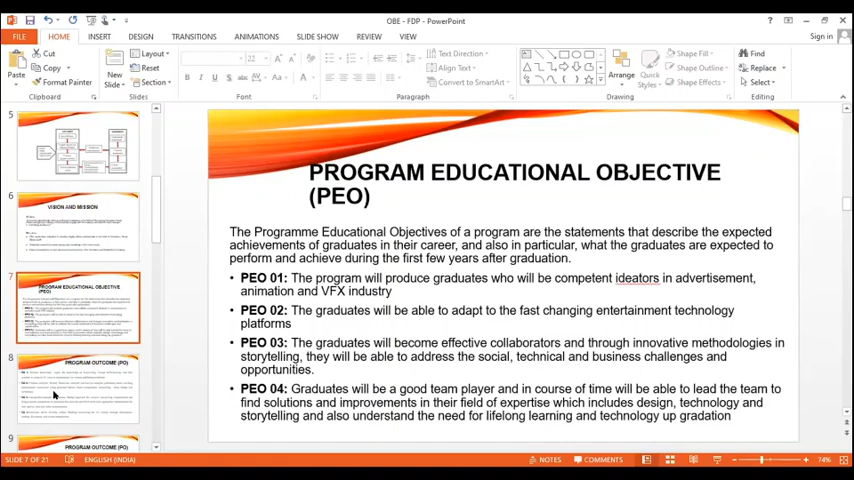 OBE - FDP - PowerPoint
FILE HOME INSERT DESIGN TRANSITIONS ANIMATIONS SLIDE SHOW REVIEW VIEW Sign in
Paste
Cut
Copy
Format Painter
Clipboard
New Slide
Layout
Reset
Section
Slides
22
Font
Text Direction
Align Text
Convert to SmartArt
Paragraph
Arrange
Quick Styles
Shape Fill
Shape Outline
Shape Effects
Drawing
Find
Replace
Select
Editing
5
6
VISION AND MISSION
7
PROGRAM EDUCATIONAL OBJECTIVE
(PEO)
8
PROGRAM OUTCOME (PO)
9
PROGRAM OUTCOME (PO)
PROGRAM EDUCATIONAL OBJECTIVE
(PEO)
The Programme Educational Objectives of a program are the statements that describe the expected
achievements of graduates in their career, and also in particular, what the graduates are expected to
perform and achieve during the first few years after graduation.
• PEO 01: The program will produce graduates who will be competent ideators in advertisement,
animation and VFX industry
• PEO 02: The graduates will be able to adapt to the fast changing entertainment technology
platforms
• PEO 03: The graduates will become effective collaborators and through innovative methodologies in
storytelling, they will be able to address the social, technical and business challenges and
opportunities.
• PEO 04: Graduates will be a good team player and in course of time will be able to lead the team to
find solutions and improvements in their field of expertise which includes design, technology and
storytelling and also understand the need for lifelong learning and technology up gradation
SLIDE 7 OF 21 ENGLISH (INDIA) NOTES COMMENTS 74%